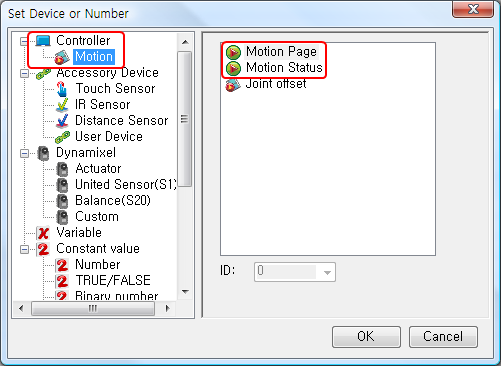 Set Device or Number
Controller
Motion
Accessory Device
Touch Sensor
IR Sensor
Distance Sensor
User Device
Dynamixel
Actuator
United Sensor(S1)
Balance(S20)
Custom
Variable
Constant value
Number
TRUE/FALSE
Binary number
Motion Page
Motion Status
Joint offset
ID:
0
OK
Cancel